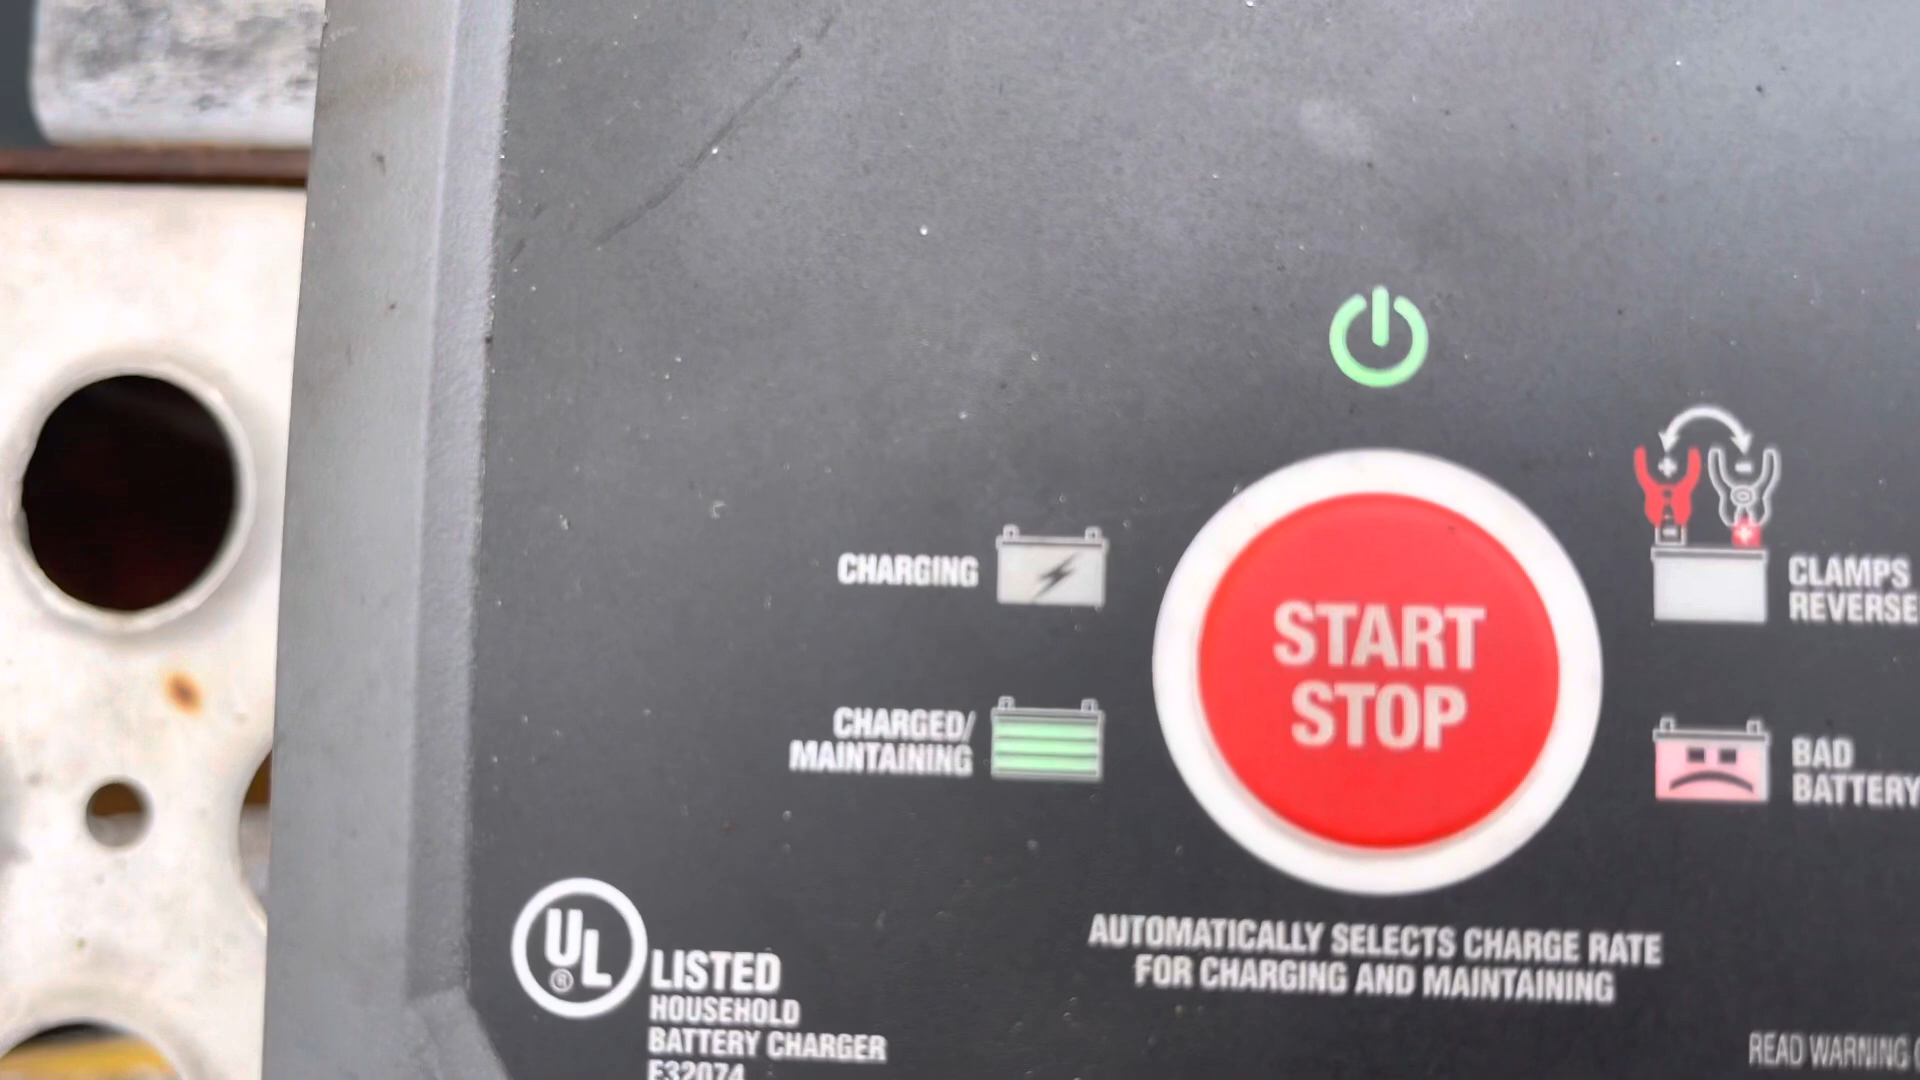 CHARGING
CHARGED/
MAINTAINING
START
STOP
CLAMPS
REVERSE
BAD
BATTERY
AUTOMATICALLY SELECTS CHARGE RATE
FOR CHARGING AND MAINTAINING
UL
®
LISTED
HOUSEHOLD
BATTERY CHARGER
E32074
READ WARNING